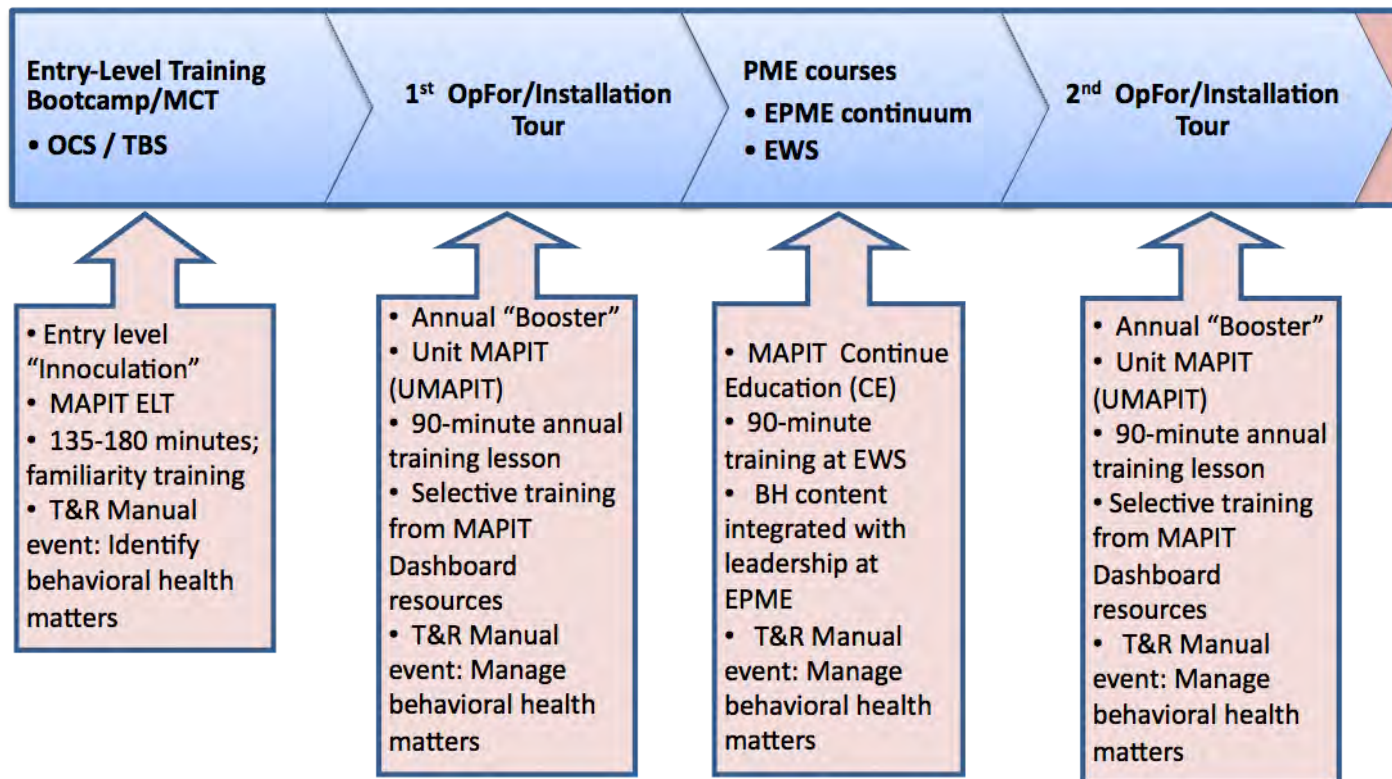 Entry-Level Training
Bootcamp/MCT
• OCS / TBS
1st OpFor/Installation
Tour
PME courses
• EPME continuum
• EWS
2nd OpFor/Installation
Tour
• Entry level
“Innoculation”
• MAPIT ELT
• 135-180 minutes;
familiarity training
• T&R Manual
event: Identify
behavioral health
matters
• Annual “Booster”
• Unit MAPIT
(UMAPIT)
• 90-minute annual
training lesson
• Selective training
from MAPIT
Dashboard
resources
• T&R Manual
event: Manage
behavioral health
matters
• MAPIT Continue
Education (CE)
• 90-minute
training at EWS
• BH content
integrated with
leadership at
EPME
• T&R Manual
event: Manage
behavioral health
matters
• Annual “Booster”
• Unit MAPIT
(UMAPIT)
• 90-minute annual
training lesson
• Selective training
from MAPIT
Dashboard
resources
• T&R Manual
event: Manage
behavioral health
matters